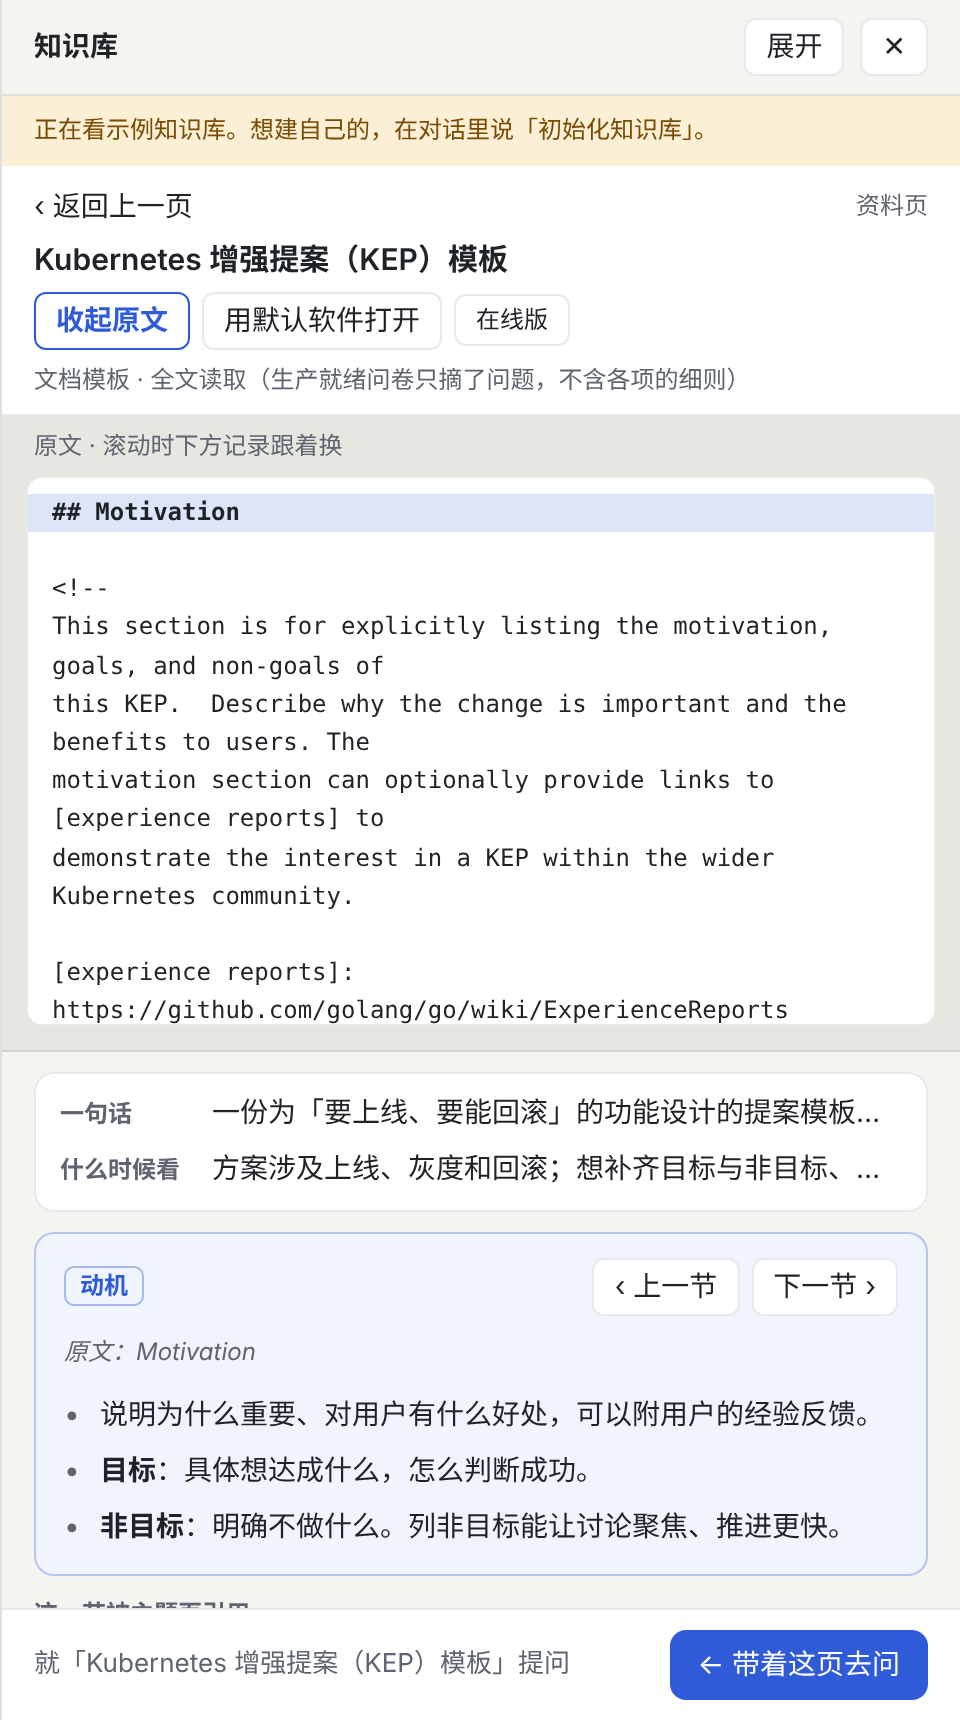 知识库
展开
✕
正在看示例知识库。想建自己的，在对话里说「初始化知识库」。
‹ 返回上一页
资料页
Kubernetes 增强提案（KEP）模板
收起原文
用默认软件打开
在线版
文档模板 · 全文读取（生产就绪问卷只摘了问题，不含各项的细则）
原文 · 滚动时下方记录跟着换
## Motivation
<!--
This section is for explicitly listing the motivation,
goals, and non-goals of
this KEP.  Describe why the change is important and the
benefits to users. The
motivation section can optionally provide links to
[experience reports] to
demonstrate the interest in a KEP within the wider
Kubernetes community.
[experience reports]:
https://github.com/golang/go/wiki/ExperienceReports
一句话
一份为「要上线、要能回滚」的功能设计的提案模板…
什么时候看
方案涉及上线、灰度和回滚；想补齐目标与非目标、…
动机
‹ 上一节
下一节 ›
原文：Motivation
• 说明为什么重要、对用户有什么好处，可以附用户的经验反馈。
• 目标：具体想达成什么，怎么判断成功。
• 非目标：明确不做什么。列非目标能让讨论聚焦、推进更快。
就「Kubernetes 增强提案（KEP）模板」提问
← 带着这页去问